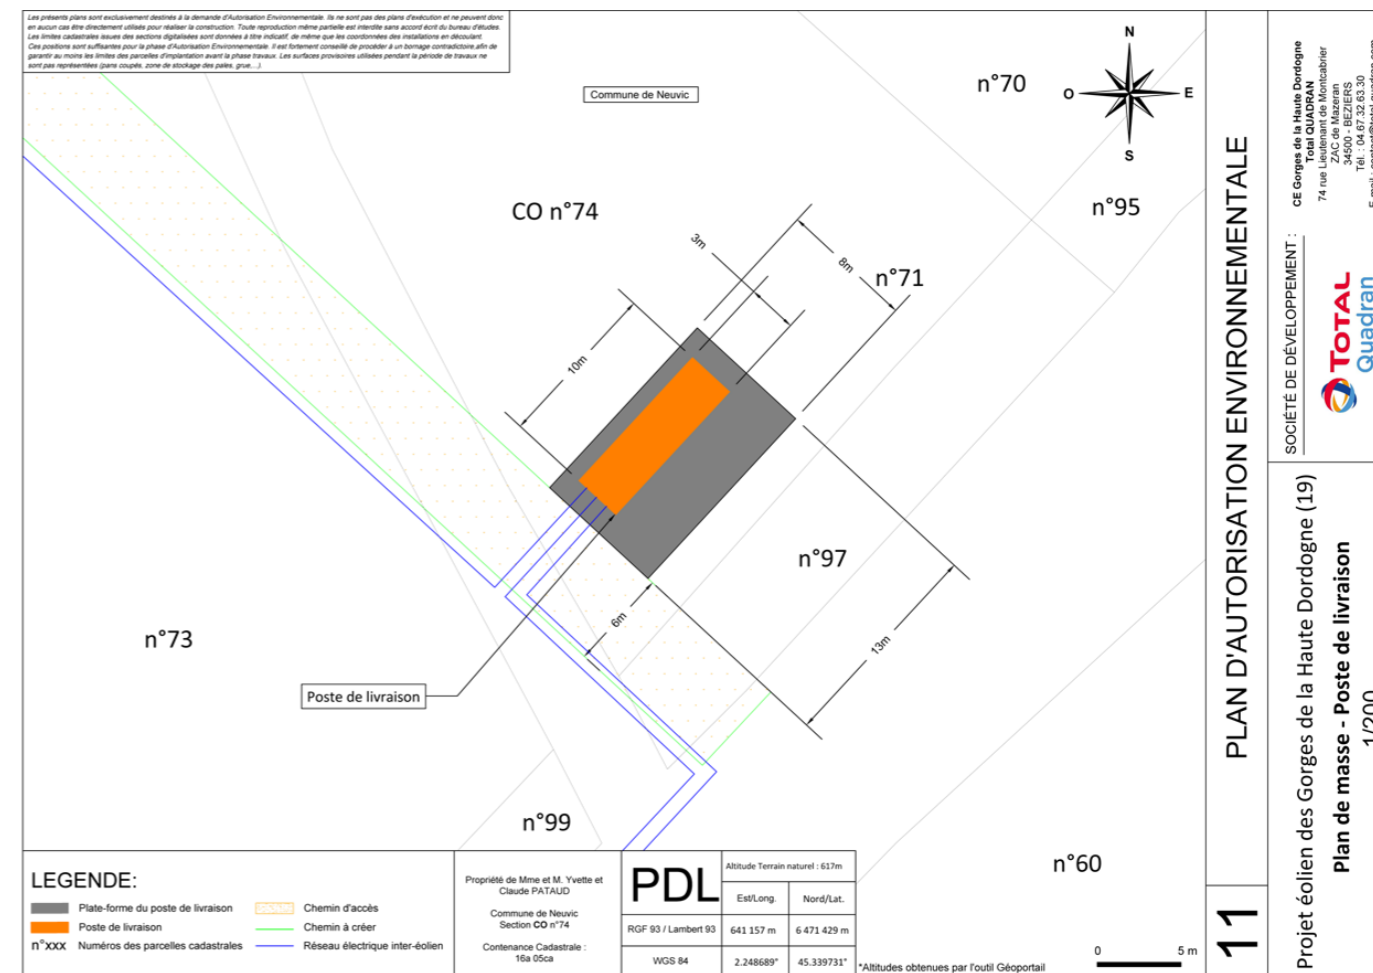 Les présents plans sont exclusivement destinés à la demande d'Autorisation Environnementale. Ils ne sont pas des plans d'exécution et ne peuvent donc
en aucun cas être directement utilisés pour réaliser la construction. Toute reproduction même partielle est interdite sans accord écrit du bureau d'études.
Les limites cadastrales issues des sections digitalisées sont données à titre indicatif, de même que les coordonnées des installations en découlant.
Ces positions sont suffisantes pour la phase d'Autorisation Environnementale. Il est fortement conseillé de procéder à un bornage contradictoire,afin de
garantir au moins les limites des parcelles d'implantation avant la phase travaux. Les surfaces provisoires utilisées pendant la période de travaux ne
sont pas représentées (pans coupés, zone de stockage des pales, grue,...).
Commune de Neuvic
N
O
E
S
n°70
n°95
CO n°74
n°71
3m
8m
10m
n°97
6m
13m
n°73
Poste de livraison
n°99
n°60
LEGENDE:
Plate-forme du poste de livraison
Poste de livraison
n°xxx Numéros des parcelles cadastrales
Chemin d'accès
Chemin à créer
Réseau électrique inter-éolien
Propriété de Mme et M. Yvette et
Claude PATAUD
Commune de Neuvic
Section CO n°74
Contenance Cadastrale :
16a 05ca
PDL
Altitude Terrain naturel : 617m
Est/Long. Nord/Lat.
RGF 93 / Lambert 93 641 157 m 6 471 429 m
WGS 84 2.248689° 45.339731°
*Altitudes obtenues par l'outil Géoportail
0 5 m
PLAN D'AUTORISATION ENVIRONNEMENTALE
11
SOCIÉTÉ DE DÉVELOPPEMENT :
CE Gorges de la Haute Dordogne
Total QUADRAN
74 rue Lieutenant de Montcabrier
ZAC de Mazeran
34500 - BEZIERS
Tél. : 04.67.32.63.30
TOTAL
Quadran
Projet éolien des Gorges de la Haute Dordogne (19)
Plan de masse - Poste de livraison
1/200